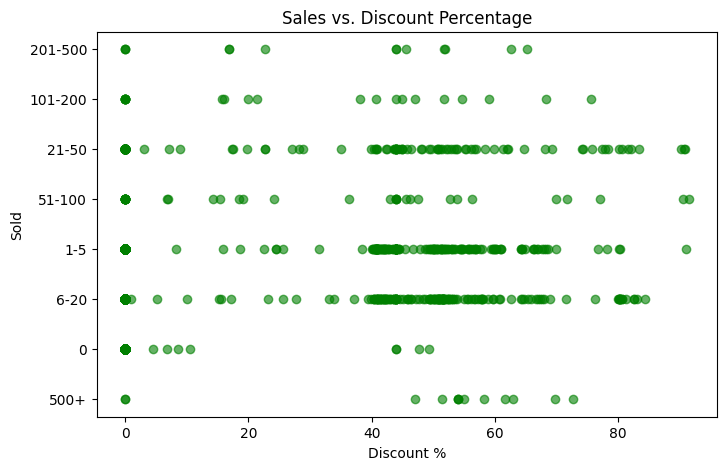 Sales vs. Discount Percentage
Sold
201-500
101-200
21-50
51-100
1-5
6-20
0
500+
0 20 40 60 80
Discount %